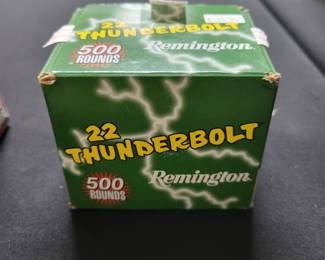 22
THUNDERBOLT
500
ROUNDS
Remington
22
THUNDERBOLT
500
ROUNDS
Remington